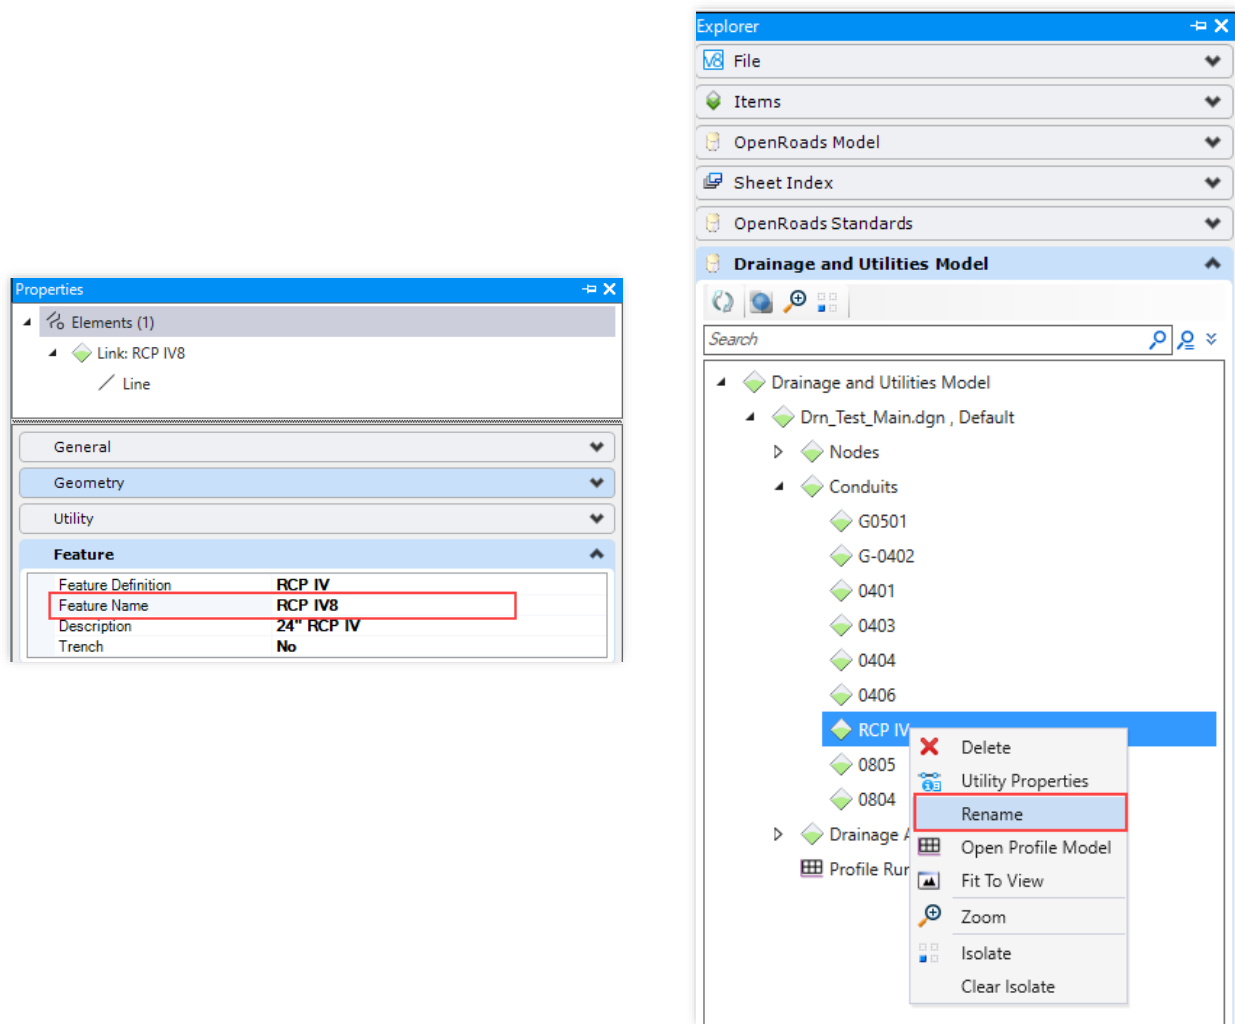 Properties
Elements (1)
Link: RCP IV8
Line
General
Geometry
Utility
Feature
Feature Definition RCP IV
Feature Name RCP IV8
Description 24" RCP IV
Trench No
Explorer
File
Items
OpenRoads Model
Sheet Index
OpenRoads Standards
Drainage and Utilities Model
Search
Drainage and Utilities Model
Drn_Test_Main.dgn , Default
Nodes
Conduits
G0501
G-0402
0401
0403
0404
0406
RCP IV
0805
0804
Drainage A
Profile Rur
Delete
Utility Properties
Rename
Open Profile Model
Fit To View
Zoom
Isolate
Clear Isolate